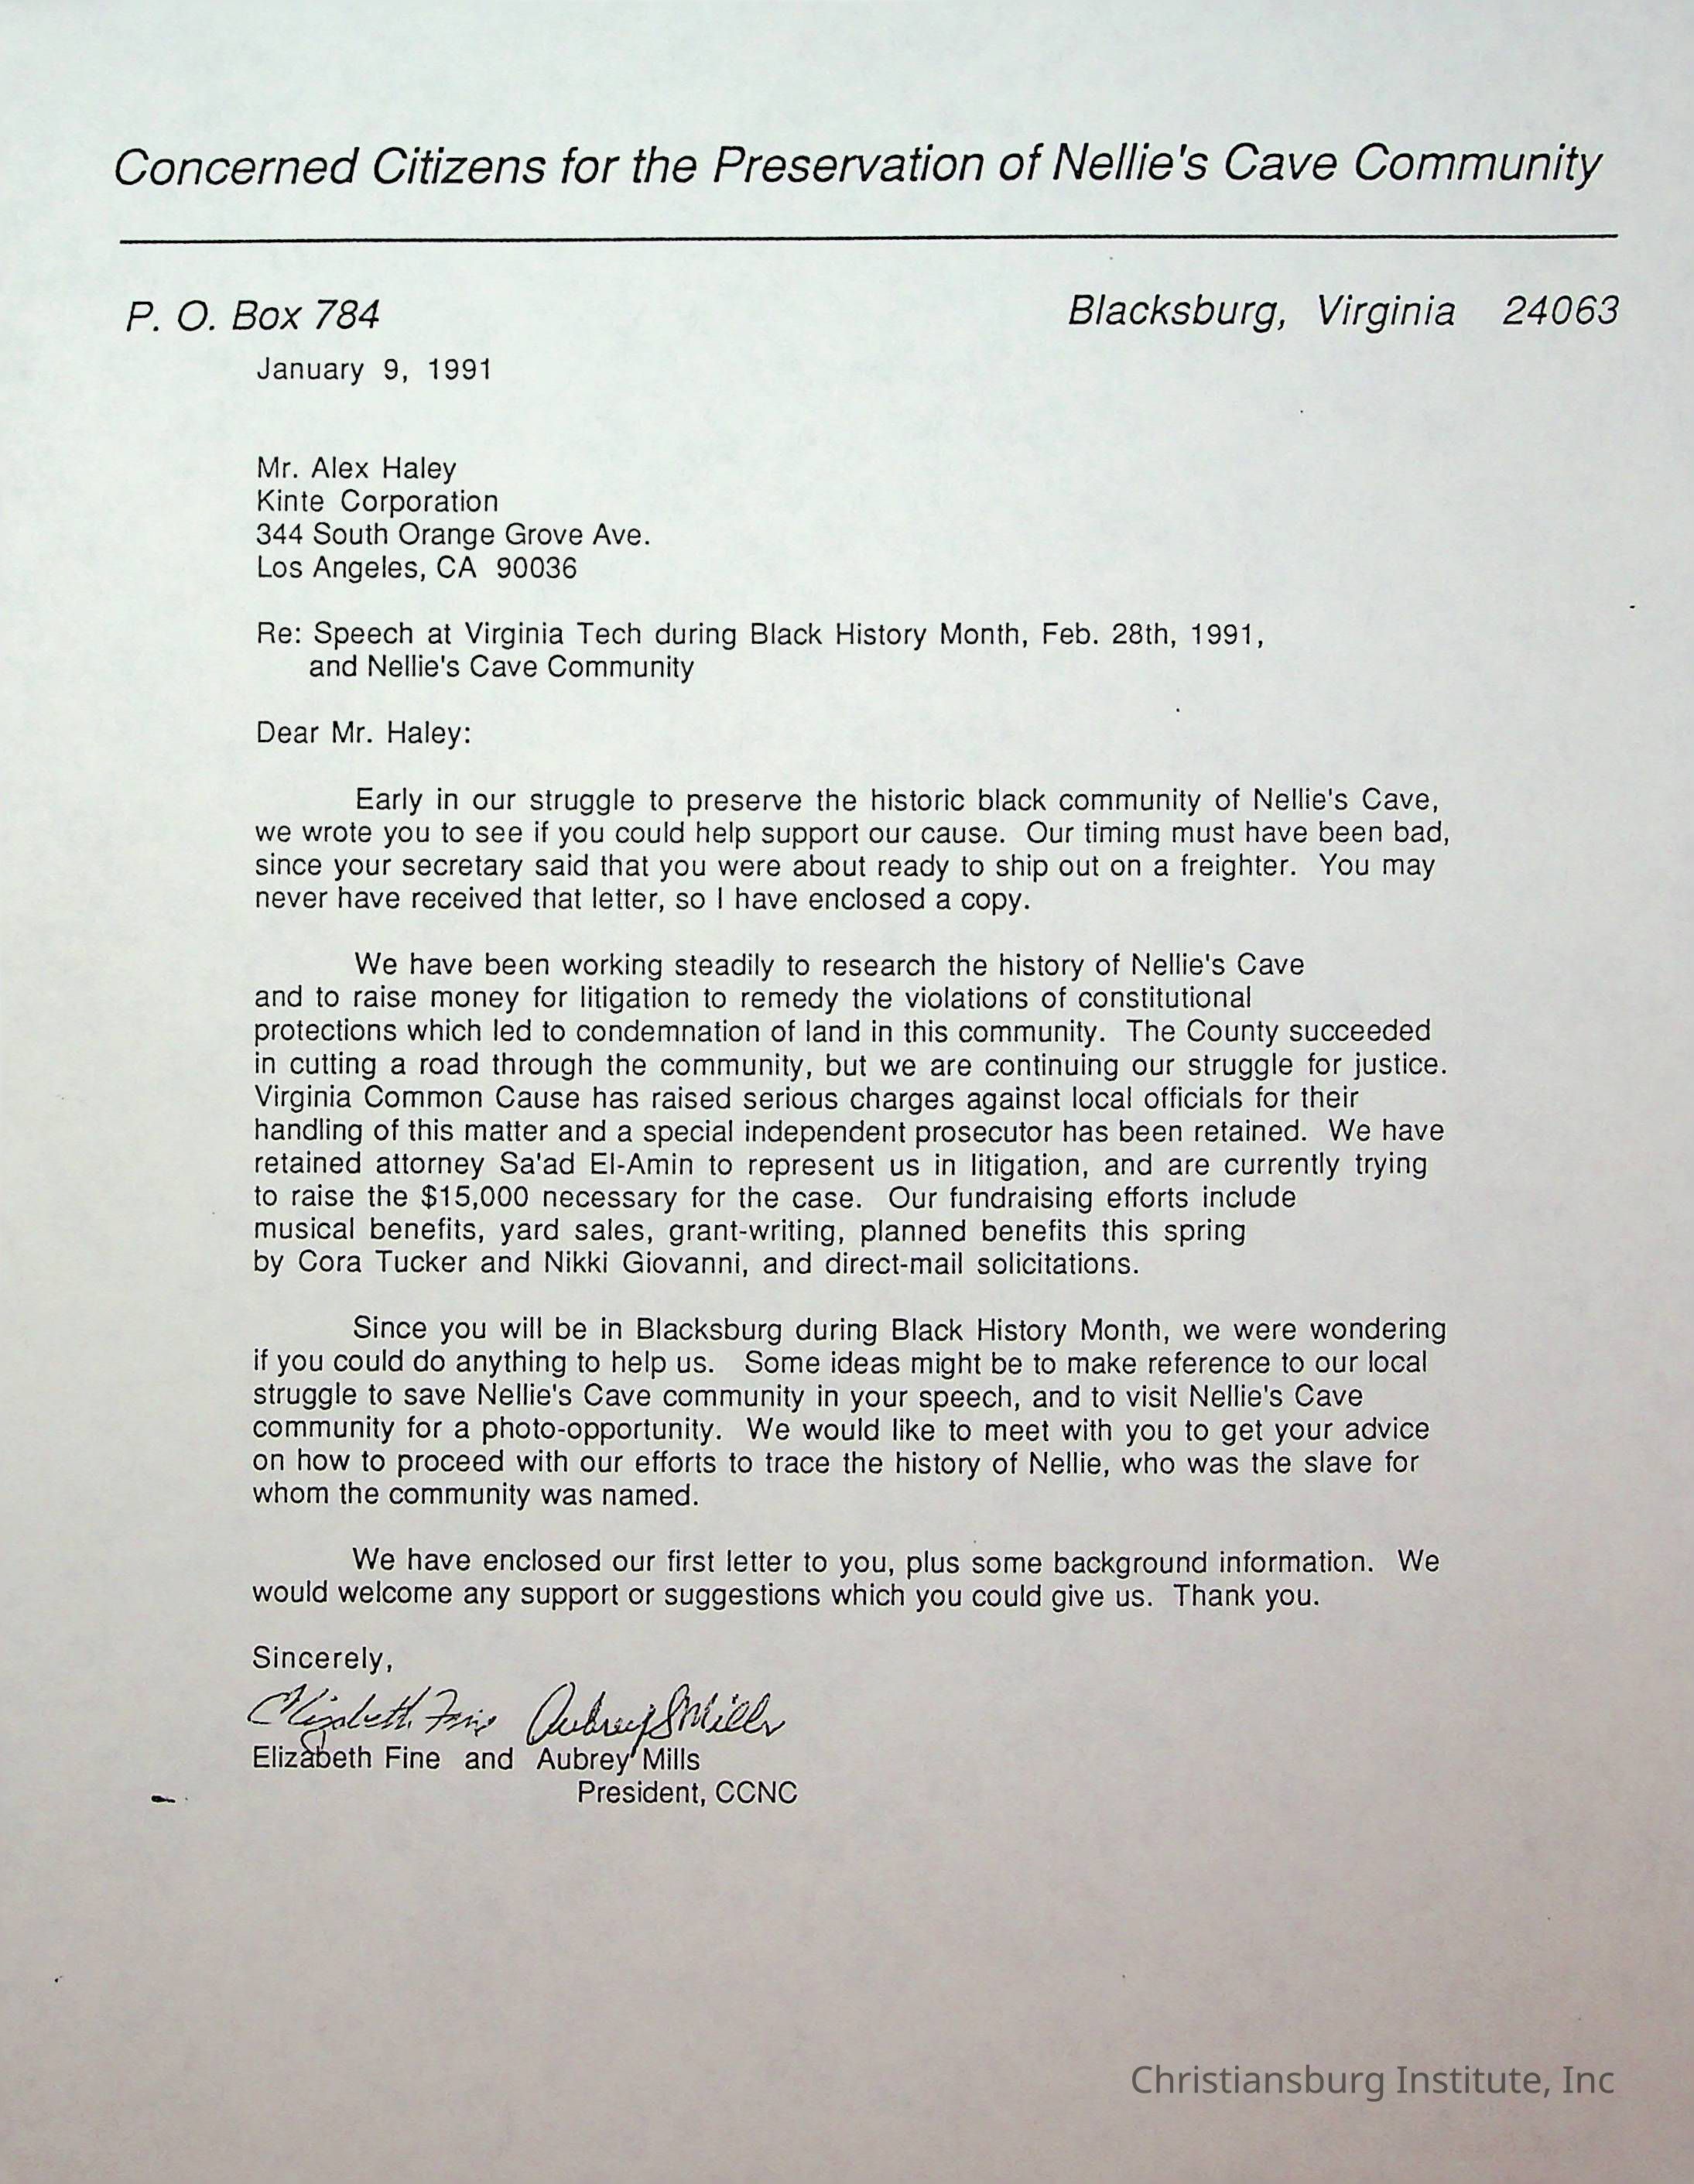 Concerned Citizens for the Preservation of Nellie's Cave Community
P. O. Box 784 Blacksburg, Virginia 24063
January 9, 1991
Mr. Alex Haley
Kinte Corporation
344 South Orange Grove Ave.
Los Angeles, CA 90036
Re: Speech at Virginia Tech during Black History Month, Feb. 28th, 1991,
and Nellie's Cave Community
Dear Mr. Haley:
Early in our struggle to preserve the historic black community of Nellie's Cave,
we wrote you to see if you could help support our cause. Our timing must have been bad,
since your secretary said that you were about ready to ship out on a freighter. You may
never have received that letter, so I have enclosed a copy.
We have been working steadily to research the history of Nellie's Cave
and to raise money for litigation to remedy the violations of constitutional
protections which led to condemnation of land in this community. The County succeeded
in cutting a road through the community, but we are continuing our struggle for justice.
Virginia Common Cause has raised serious charges against local officials for their
handling of this matter and a special independent prosecutor has been retained. We have
retained attorney Sa'ad El-Amin to represent us in litigation, and are currently trying
to raise the $15,000 necessary for the case. Our fundraising efforts include
musical benefits, yard sales, grant-writing, planned benefits this spring
by Cora Tucker and Nikki Giovanni, and direct-mail solicitations.
Since you will be in Blacksburg during Black History Month, we were wondering
if you could do anything to help us. Some ideas might be to make reference to our local
struggle to save Nellie's Cave community in your speech, and to visit Nellie's Cave
community for a photo-opportunity. We would like to meet with you to get your advice
on how to proceed with our efforts to trace the history of Nellie, who was the slave for
whom the community was named.
We have enclosed our first letter to you, plus some background information. We
would welcome any support or suggestions which you could give us. Thank you.
Sincerely,
Elizabeth Fine Aubrey S Mills
Elizabeth Fine and Aubrey Mills
President, CCNC
Christiansburg Institute, Inc